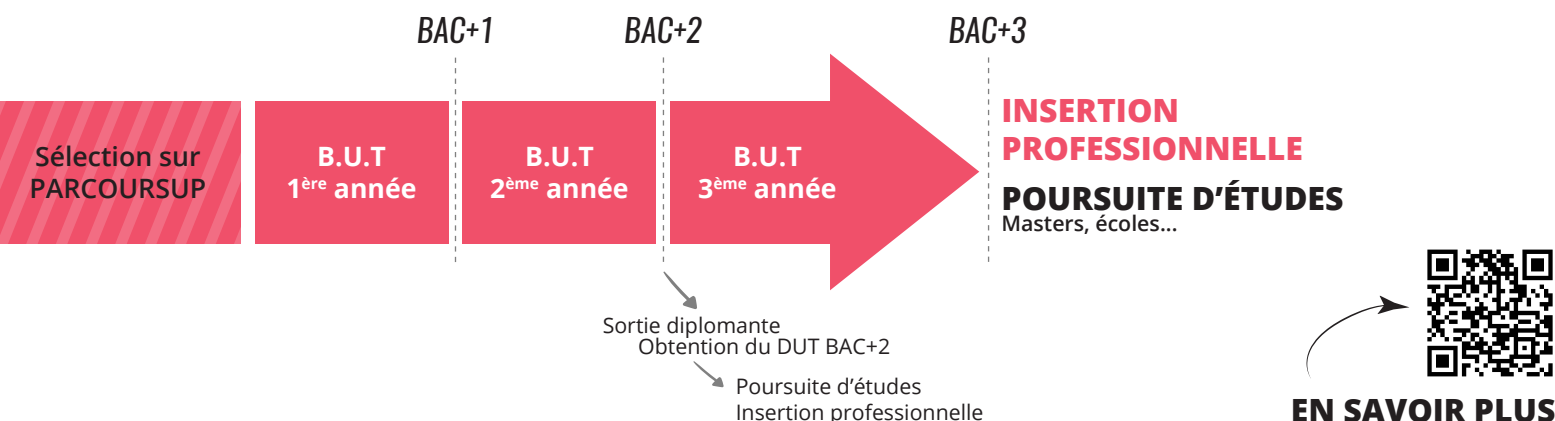 BAC+1
BAC+2
BAC+3
Sélection sur
PARCOURSUP
B.U.T
1ère année
B.U.T
2ème année
B.U.T
3ème année
INSERTION
PROFESSIONNELLE
POURSUITE D’ÉTUDES
Masters, écoles...
Sortie diplomante
Obtention du DUT BAC+2
Poursuite d’études
Insertion professionnelle
EN SAVOIR PLUS